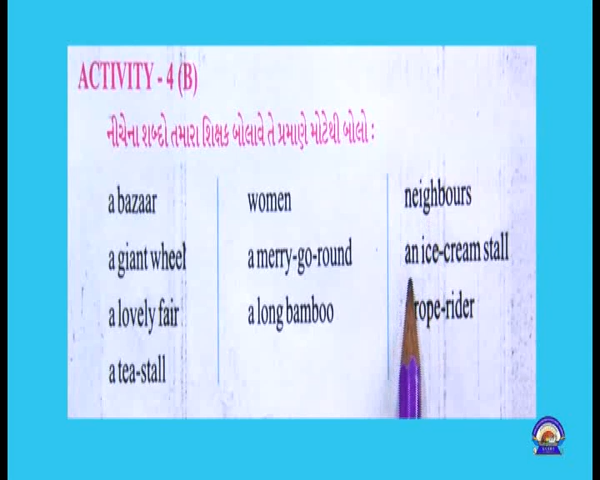 ACTIVITY - 4 (B)
નીચેના શબ્દો તમારા શિક્ષક બોલાવે તે પ્રમાણે મોટેથી બોલો :
a bazaar
a giant wheel
a lovely fair
a tea-stall
women
a merry-go-round
a long bamboo
neighbours
an ice-cream stall
rope-rider